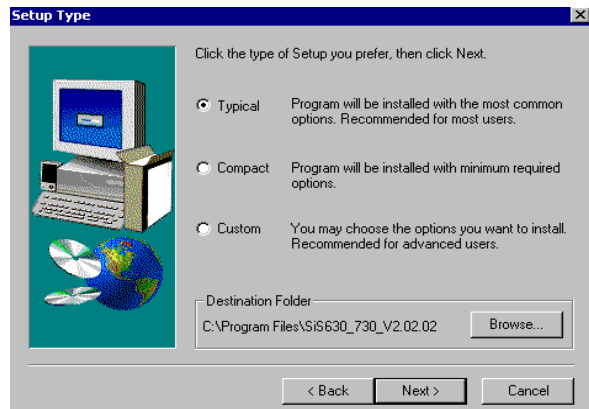 Setup Type
Click the type of Setup you prefer, then click Next.
Typical
Program will be installed with the most common
options. Recommended for most users.
Compact
Program will be installed with minimum required
options.
Custom
You may choose the options you want to install.
Recommended for advanced users.
Destination Folder
C:\Program Files\SiS630_730_V2.02.02
Browse...
< Back
Next >
Cancel